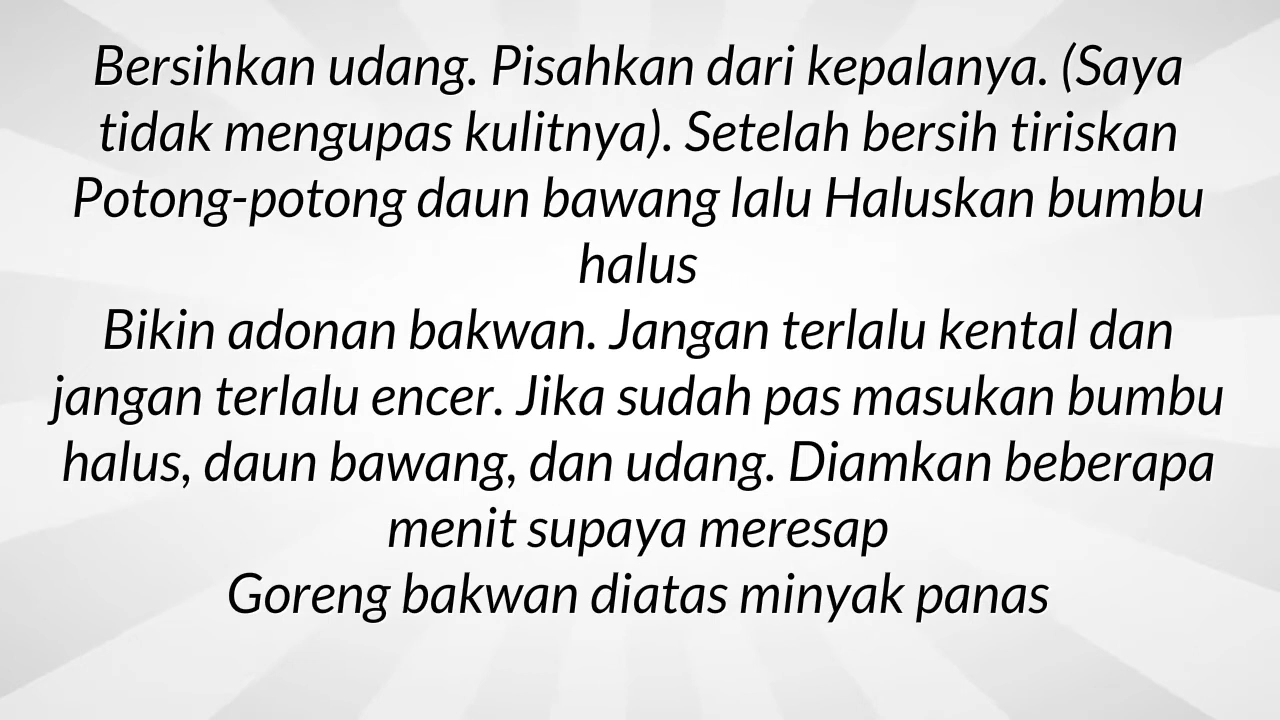 Bersihkan udang. Pisahkan dari kepalanya. (Saya
tidak mengupas kulitnya). Setelah bersih tiriskan
Potong-potong daun bawang lalu Haluskan bumbu
halus
Bikin adonan bakwan. Jangan terlalu kental dan
jangan terlalu encer. Jika sudah pas masukan bumbu
halus, daun bawang, dan udang. Diamkan beberapa
menit supaya meresap
Goreng bakwan diatas minyak panas